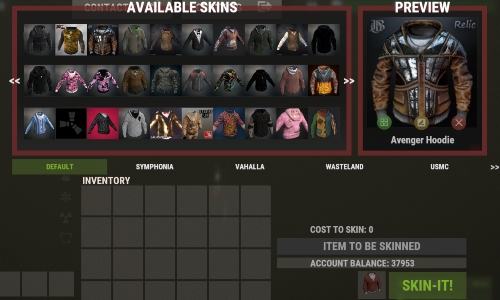 CONTACT
AVAILABLE SKINS
PREVIEW
Relic
<<
>>
Avenger Hoodie
DEFAULT
SYMPHONIA
VAHALLA
WASTELAND
USMC
>>
INVENTORY
COST TO SKIN: 0
ITEM TO BE SKINNED
ACCOUNT BALANCE: 37953
SKIN-IT!